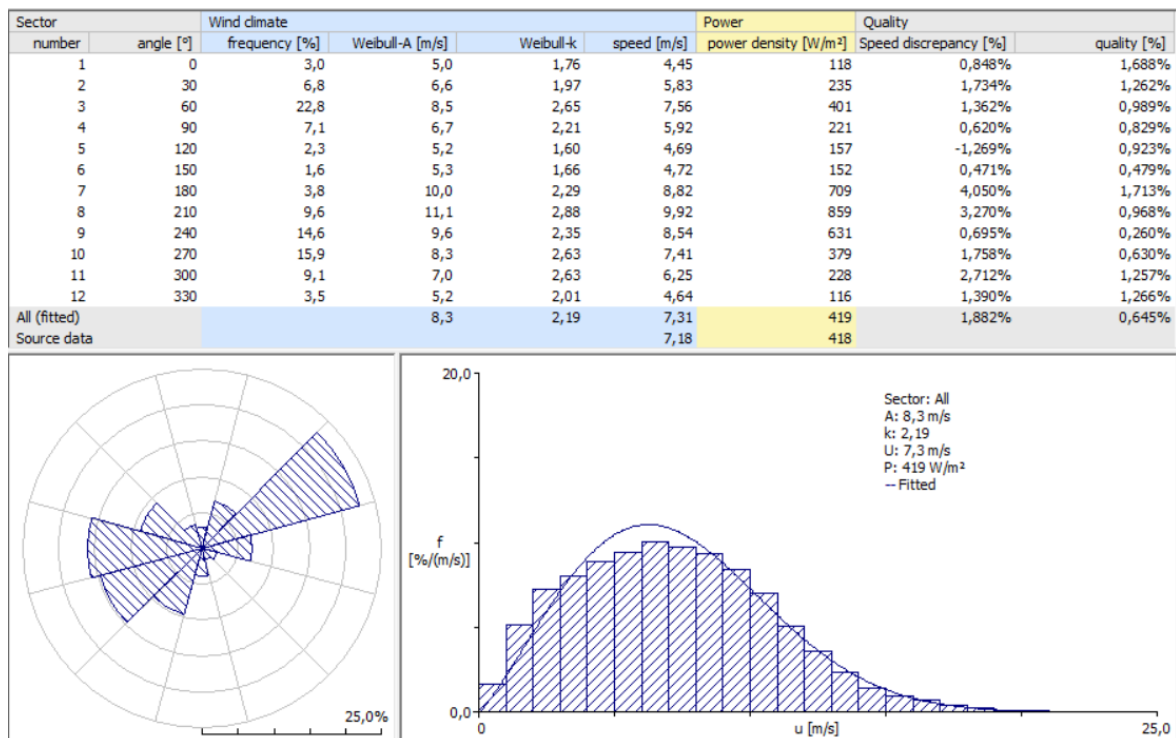 Sector Wind climate Power Quality
number angle [°] frequency [%] Weibull-A [m/s] Weibull-k speed [m/s] power density [W/m²] Speed discrepancy [%] quality [%]
1 0 3,0 5,0 1,76 4,45 118 0,848% 1,688%
2 30 6,8 6,6 1,97 5,83 235 1,734% 1,262%
3 60 22,8 8,5 2,65 7,56 401 1,362% 0,989%
4 90 7,1 6,7 2,21 5,92 221 0,620% 0,829%
5 120 2,3 5,2 1,60 4,69 157 -1,269% 0,923%
6 150 1,6 5,3 1,66 4,72 152 0,471% 0,479%
7 180 3,8 10,0 2,29 8,82 709 4,050% 1,713%
8 210 9,6 11,1 2,88 9,92 859 3,270% 0,968%
9 240 14,6 9,6 2,35 8,54 631 0,695% 0,260%
10 270 15,9 8,3 2,63 7,41 379 1,758% 0,630%
11 300 9,1 7,0 2,63 6,25 228 2,712% 1,257%
12 330 3,5 5,2 2,01 4,64 116 1,390% 1,266%
All (fitted) 8,3 2,19 7,31 419 1,882% 0,645%
Source data 7,18 418
25,0%
20,0
Sector: All
A: 8,3 m/s
k: 2,19
U: 7,3 m/s
P: 419 W/m²
-- Fitted
f
[%/(m/s)]
0,0
0 u [m/s] 25,0